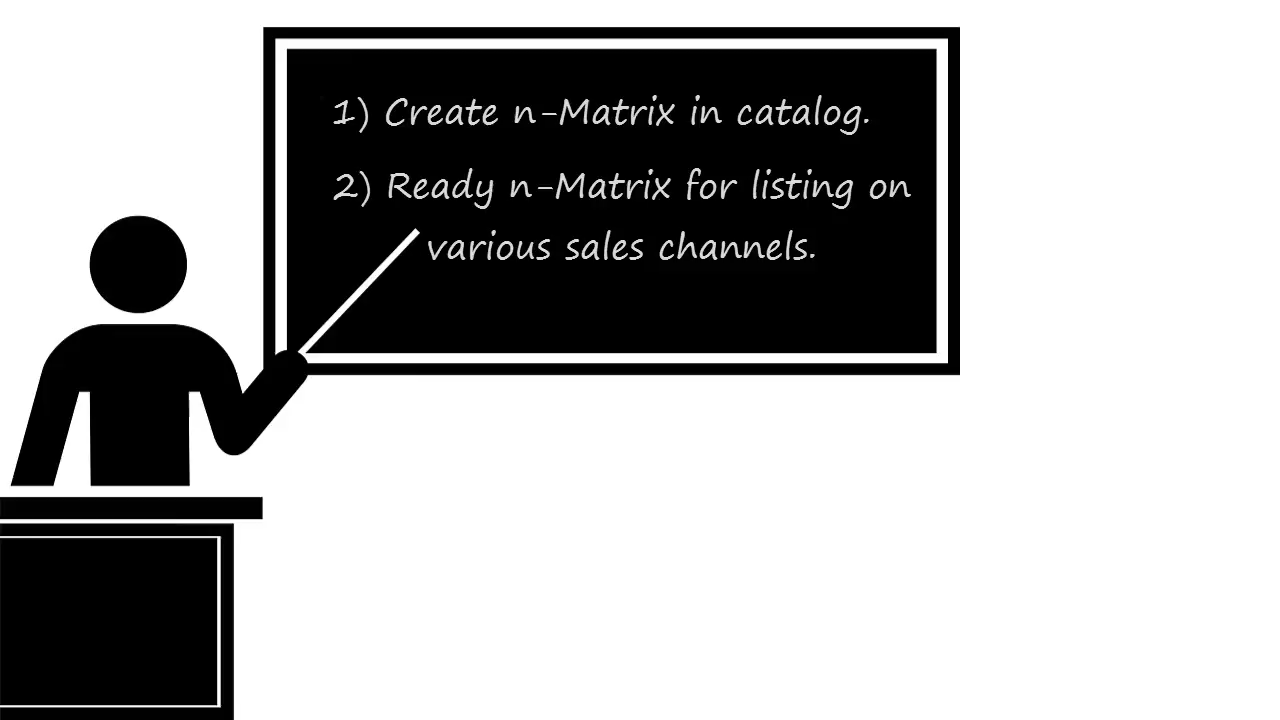 1) Create n-Matrix in catalog.
2) Ready n-Matrix for listing on
various sales channels.